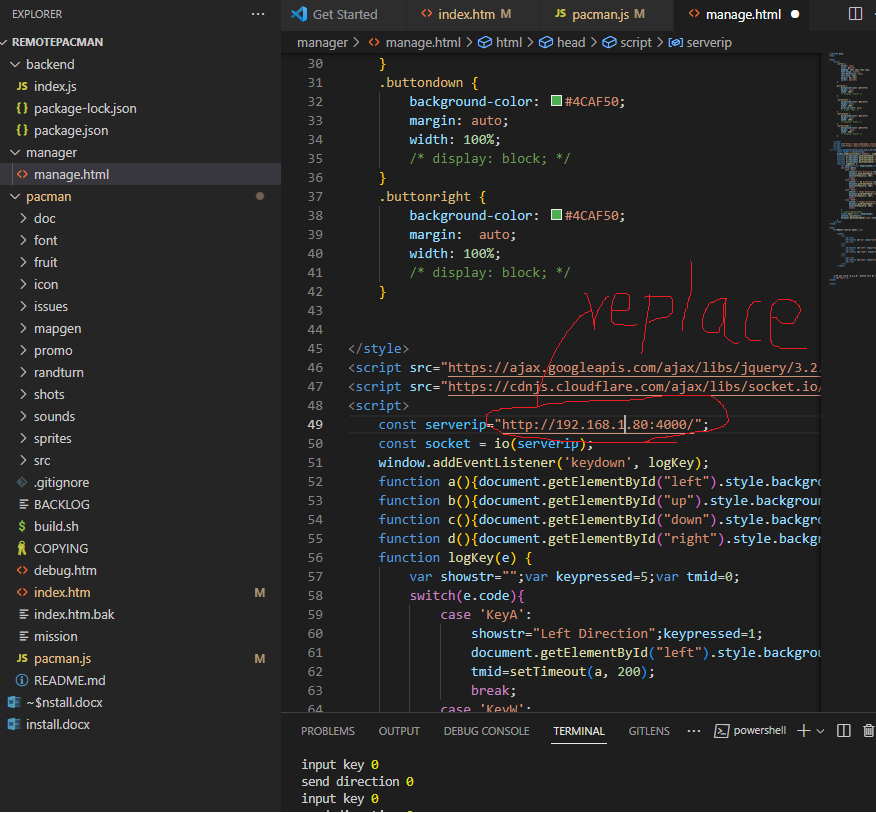 EXPLORER ···
REMOTEPACMAN
backend
JS index.js
{} package-lock.json
{} package.json
manager
<> manage.html
pacman
doc
font
fruit
icon
issues
mapgen
promo
randturn
shots
sounds
sprites
src
.gitignore
BACKLOG
$ build.sh
COPYING
<> debug.htm
<> index.htm M
index.htm.bak
mission
JS pacman.js M
README.md
~$nstall.docx
install.docx
Get Started <> index.htm M JS pacman.js M <> manage.html
manager > <> manage.html > html > head > script > serverip
30 }
31 .buttondown {
32 background-color: #4CAF50;
33 margin: auto;
34 width: 100%;
35 /* display: block; */
36 }
37 .buttonright {
38 background-color: #4CAF50;
39 margin:  auto;
40 width: 100%;
41 /* display: block; */
42 }
43
44
replace
45 </style>
46 <script src="https://ajax.googleapis.com/ajax/libs/jquery/3.2.
47 <script src="https://cdnjs.cloudflare.com/ajax/libs/socket.io/
48 <script>
49 const serverip="http://192.168.1.80:4000/";
50 const socket = io(serverip);
51 window.addEventListener('keydown', logKey);
52 function a(){document.getElementById("left").style.backgro
53 function b(){document.getElementById("up").style.backgroun
54 function c(){document.getElementById("down").style.backgro
55 function d(){document.getElementById("right").style.backgr
56 function logKey(e) {
57 var showstr="";var keypressed=5;var tmid=0;
58 switch(e.code){
59 case 'KeyA':
60 showstr="Left Direction";keypressed=1;
61 document.getElementById("left").style.backgrou
62 tmid=setTimeout(a, 200);
63 break;
64 case 'KeyW':
PROBLEMS OUTPUT DEBUG CONSOLE TERMINAL GITLENS ··· powershell
input key 0
send direction 0
input key 0